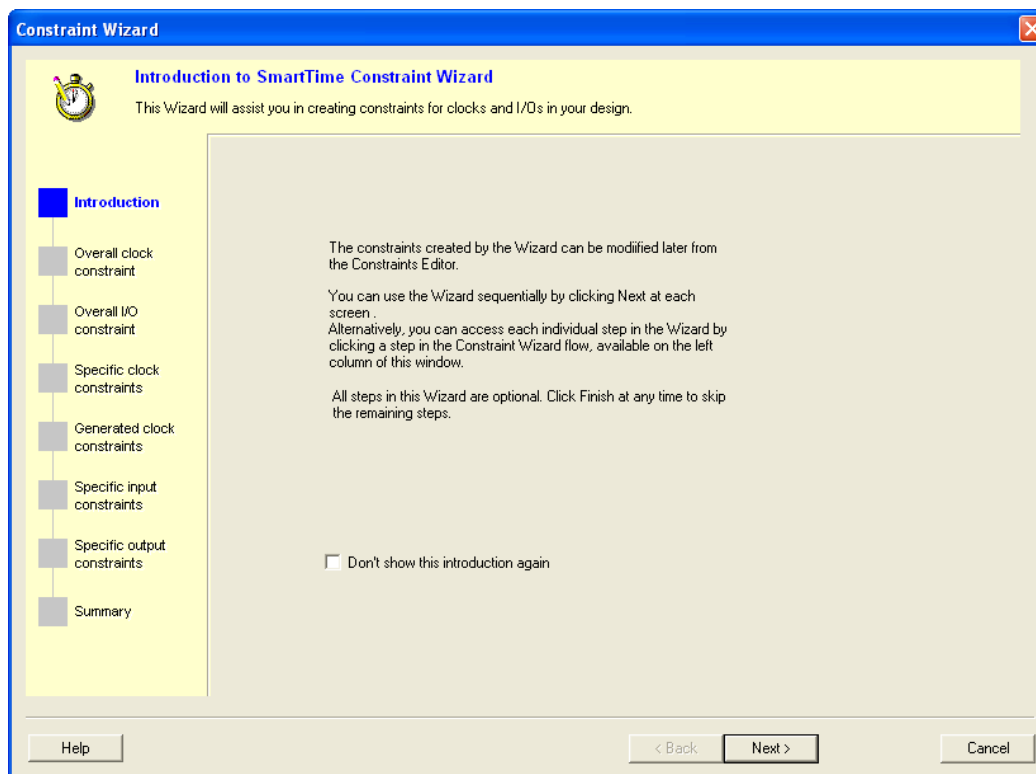 Constraint Wizard
Introduction to SmartTime Constraint Wizard
This Wizard will assist you in creating constraints for clocks and I/Os in your design.
Introduction
Overall clock
constraint
Overall I/O
constraint
Specific clock
constraints
Generated clock
constraints
Specific input
constraints
Specific output
constraints
Summary
The constraints created by the Wizard can be modified later from
the Constraints Editor.
You can use the Wizard sequentially by clicking Next at each
screen .
Alternatively, you can access each individual step in the Wizard by
clicking a step in the Constraint Wizard flow, available on the left
column of this window.
All steps in this Wizard are optional. Click Finish at any time to skip
the remaining steps.
Don't show this introduction again
Help
< Back
Next >
Cancel